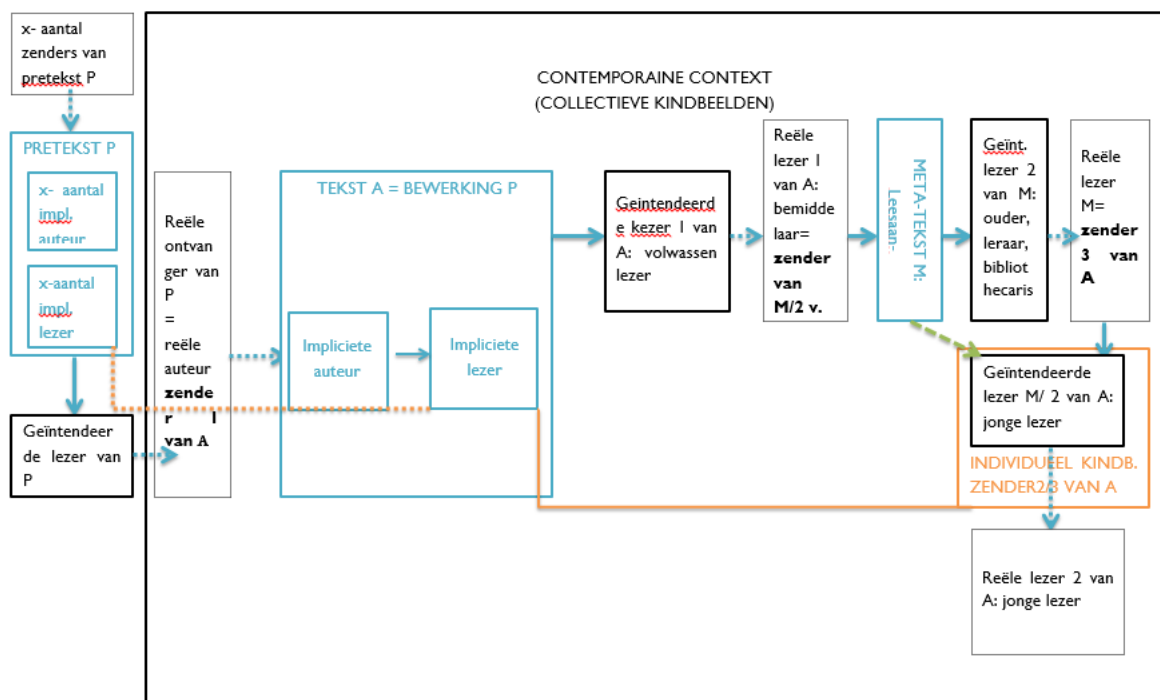 x- aantal
zenders van
pretekst P
PRETEKST P
x- aantal
impl.
auteur
x-aantal
impl.
lezer
Geïntendeer
de lezer van
P
CONTEMPORAINE CONTEXT
(COLLECTIEVE KINDBEELDEN)
Reële
ontvan
ger van
P
=
reële
auteur
zende
r I
van A
TEKST A = BEWERKING P
Impliciete
auteur
Impliciete
lezer
Geintendeerd
e kezer I van
A: volwassen
lezer
Reële
lezer I
van A:
bemidde
laar=
zender
van
M/2 v.
META-TEKST M:
Leesaan-
Geïnt.
lezer 2
van M:
ouder,
leraar,
bibliot
hecaris
Reële
lezer
M=
zender
3 van
A
Geïntendeerde
lezer M/ 2 van A:
jonge lezer
INDIVIDUEEL KINDB.
ZENDER2/3 VAN A
Reële lezer 2 van
A: jonge lezer